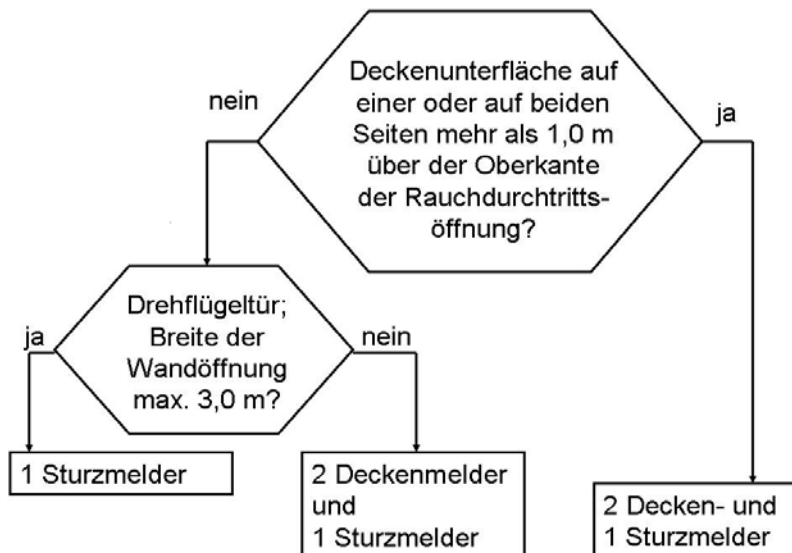 Deckenunterfläche auf
einer oder auf beiden
Seiten mehr als 1,0 m
über der Oberkante
der Rauchdurchtritts-
öffnung?
nein
ja
Drehflügeltür;
Breite der
Wandöffnung
max. 3,0 m?
ja
nein
1 Sturzmelder
2 Deckenmelder
und
1 Sturzmelder
2 Decken- und
1 Sturzmelder